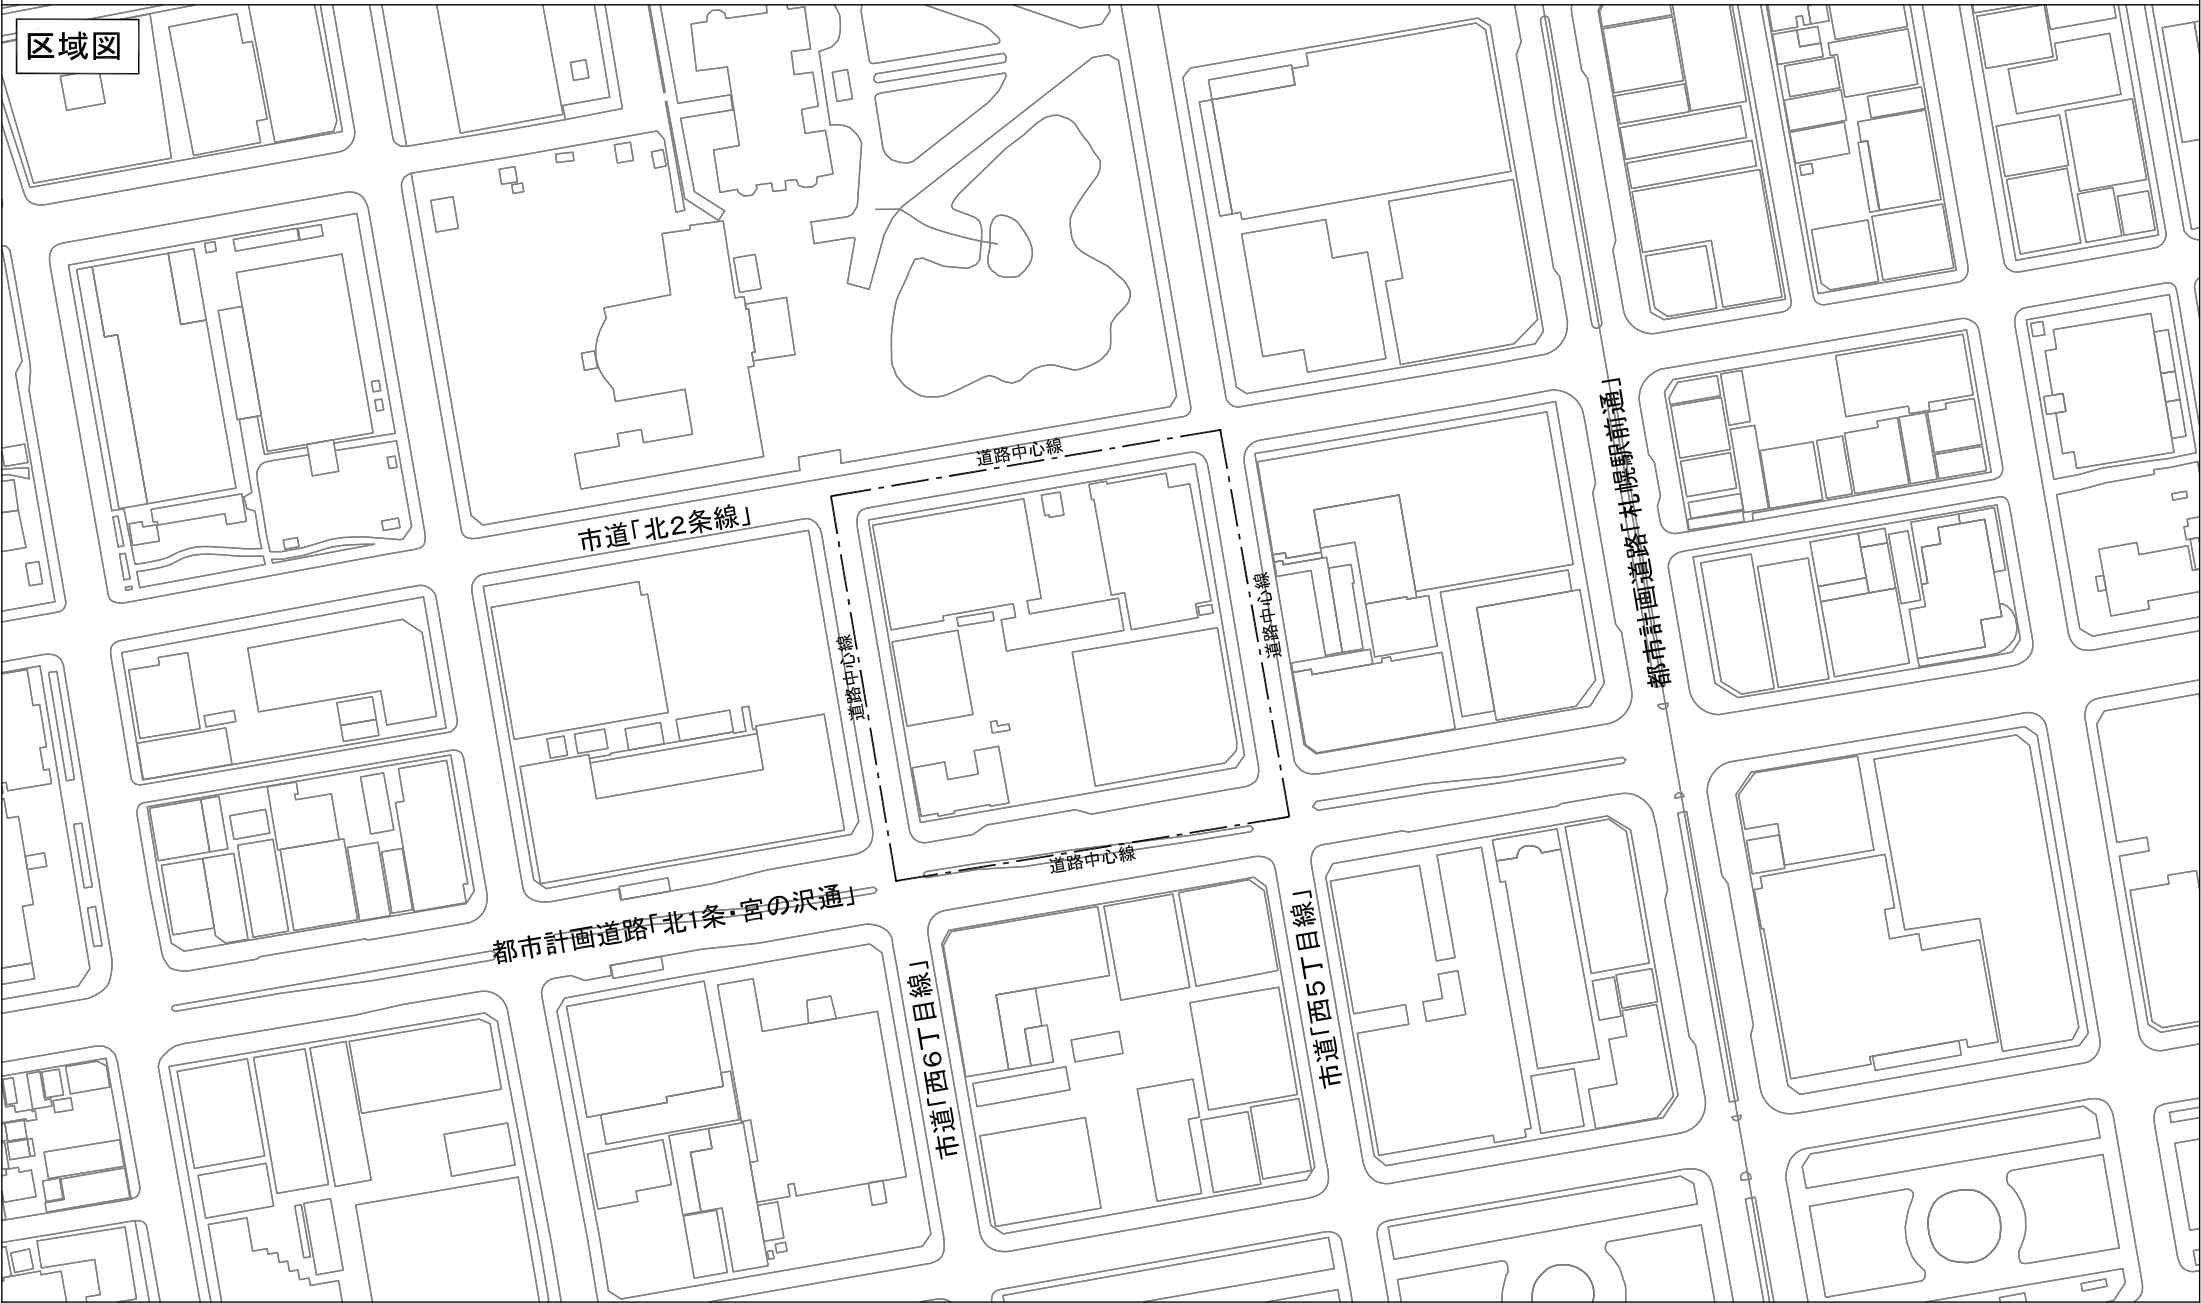 区域図
都市計画道路「札幌駅前通」
道路中心線
市道「北2条線」
道路中心線
道路中心線
道路中心線
都市計画道路「北1条・宮の沢通」
市道「西5丁目線」
市道「西6丁目線」